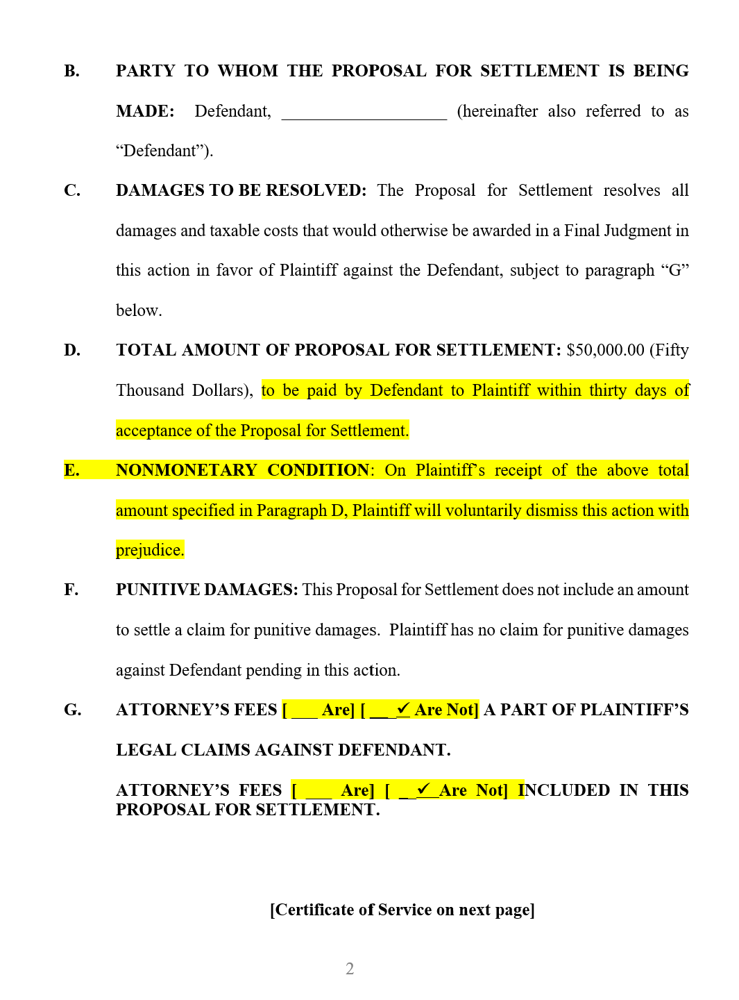 B. PARTY TO WHOM THE PROPOSAL FOR SETTLEMENT IS BEING
MADE: Defendant, ___________________ (hereinafter also referred to as
“Defendant”).
C. DAMAGES TO BE RESOLVED: The Proposal for Settlement resolves all
damages and taxable costs that would otherwise be awarded in a Final Judgment in
this action in favor of Plaintiff against the Defendant, subject to paragraph “G”
below.
D. TOTAL AMOUNT OF PROPOSAL FOR SETTLEMENT: $50,000.00 (Fifty
Thousand Dollars), to be paid by Defendant to Plaintiff within thirty days of
acceptance of the Proposal for Settlement.
E. NONMONETARY CONDITION: On Plaintiff’s receipt of the above total
amount specified in Paragraph D, Plaintiff will voluntarily dismiss this action with
prejudice.
F. PUNITIVE DAMAGES: This Proposal for Settlement does not include an amount
to settle a claim for punitive damages. Plaintiff has no claim for punitive damages
against Defendant pending in this action.
G. ATTORNEY’S FEES [ ___ Are] [ ___✓ Are Not] A PART OF PLAINTIFF’S
LEGAL CLAIMS AGAINST DEFENDANT.
ATTORNEY’S FEES [ ___ Are] [ __✓__Are Not] INCLUDED IN THIS
PROPOSAL FOR SETTLEMENT.
[Certificate of Service on next page]
2